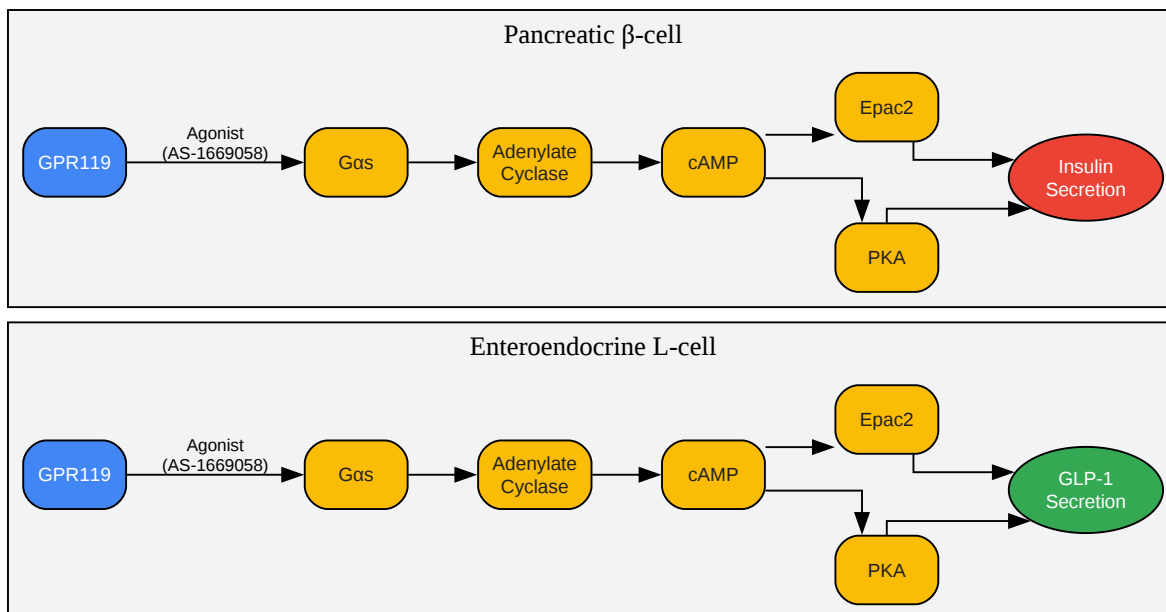 Pancreatic β-cell
GPR119
Agonist
(AS-1669058)
Gαs
Adenylate
Cyclase
cAMP
Epac2
PKA
Insulin
Secretion
Enteroendocrine L-cell
GPR119
Agonist
(AS-1669058)
Gαs
Adenylate
Cyclase
cAMP
Epac2
PKA
GLP-1
Secretion